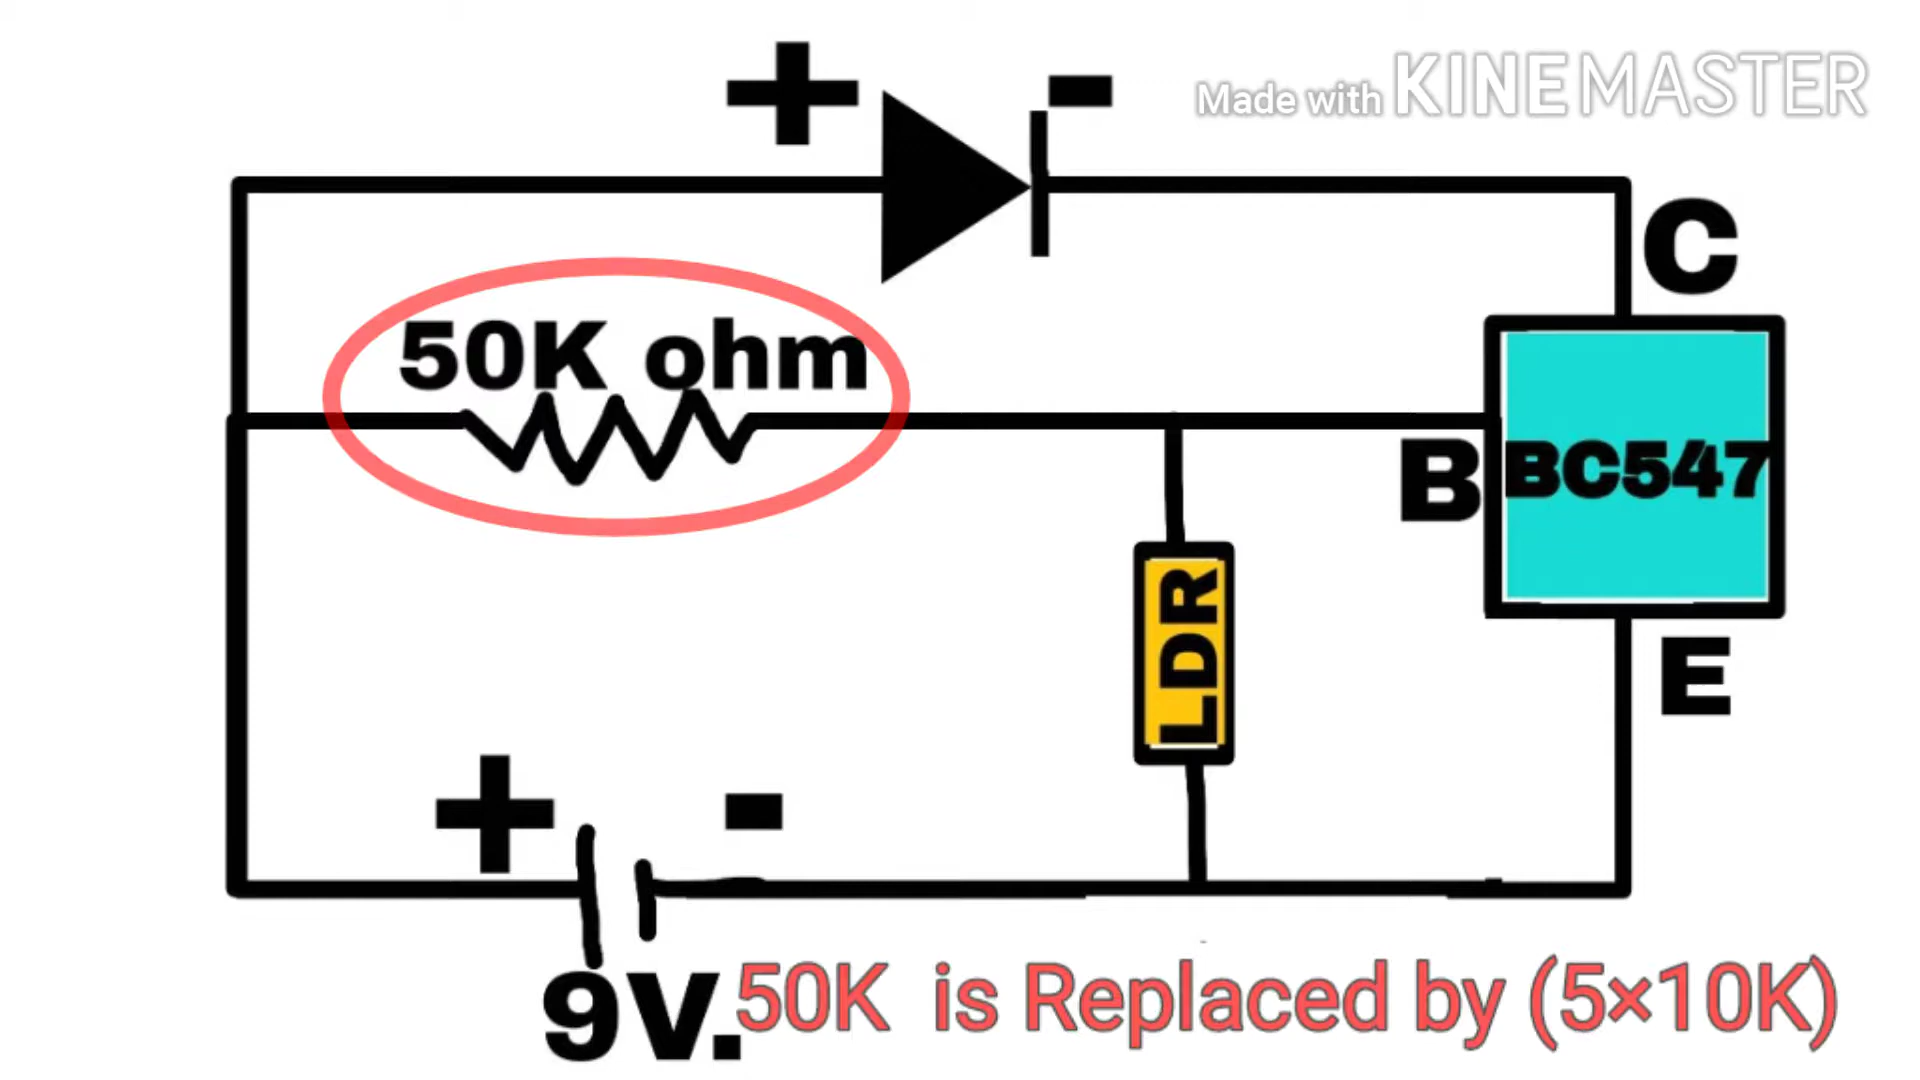 + -
Made with KINEMASTER
C
50K ohm
B
BC547
LDR
E
+ -
9V.
50K is Replaced by (5×10K)